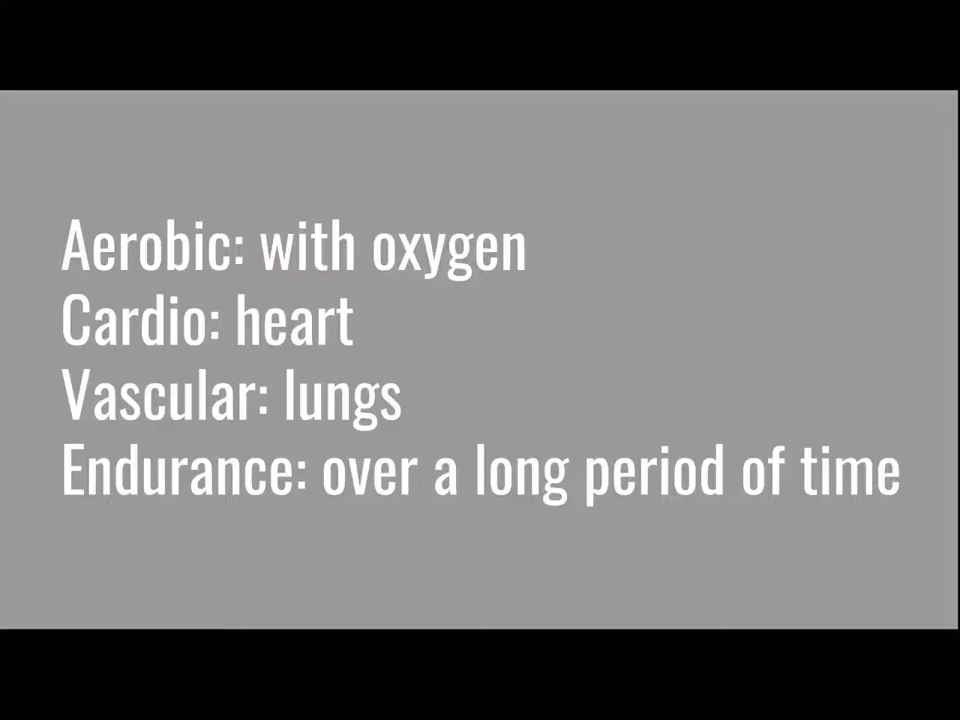 Aerobic: with oxygen
Cardio: heart
Vascular: lungs
Endurance: over a long period of time